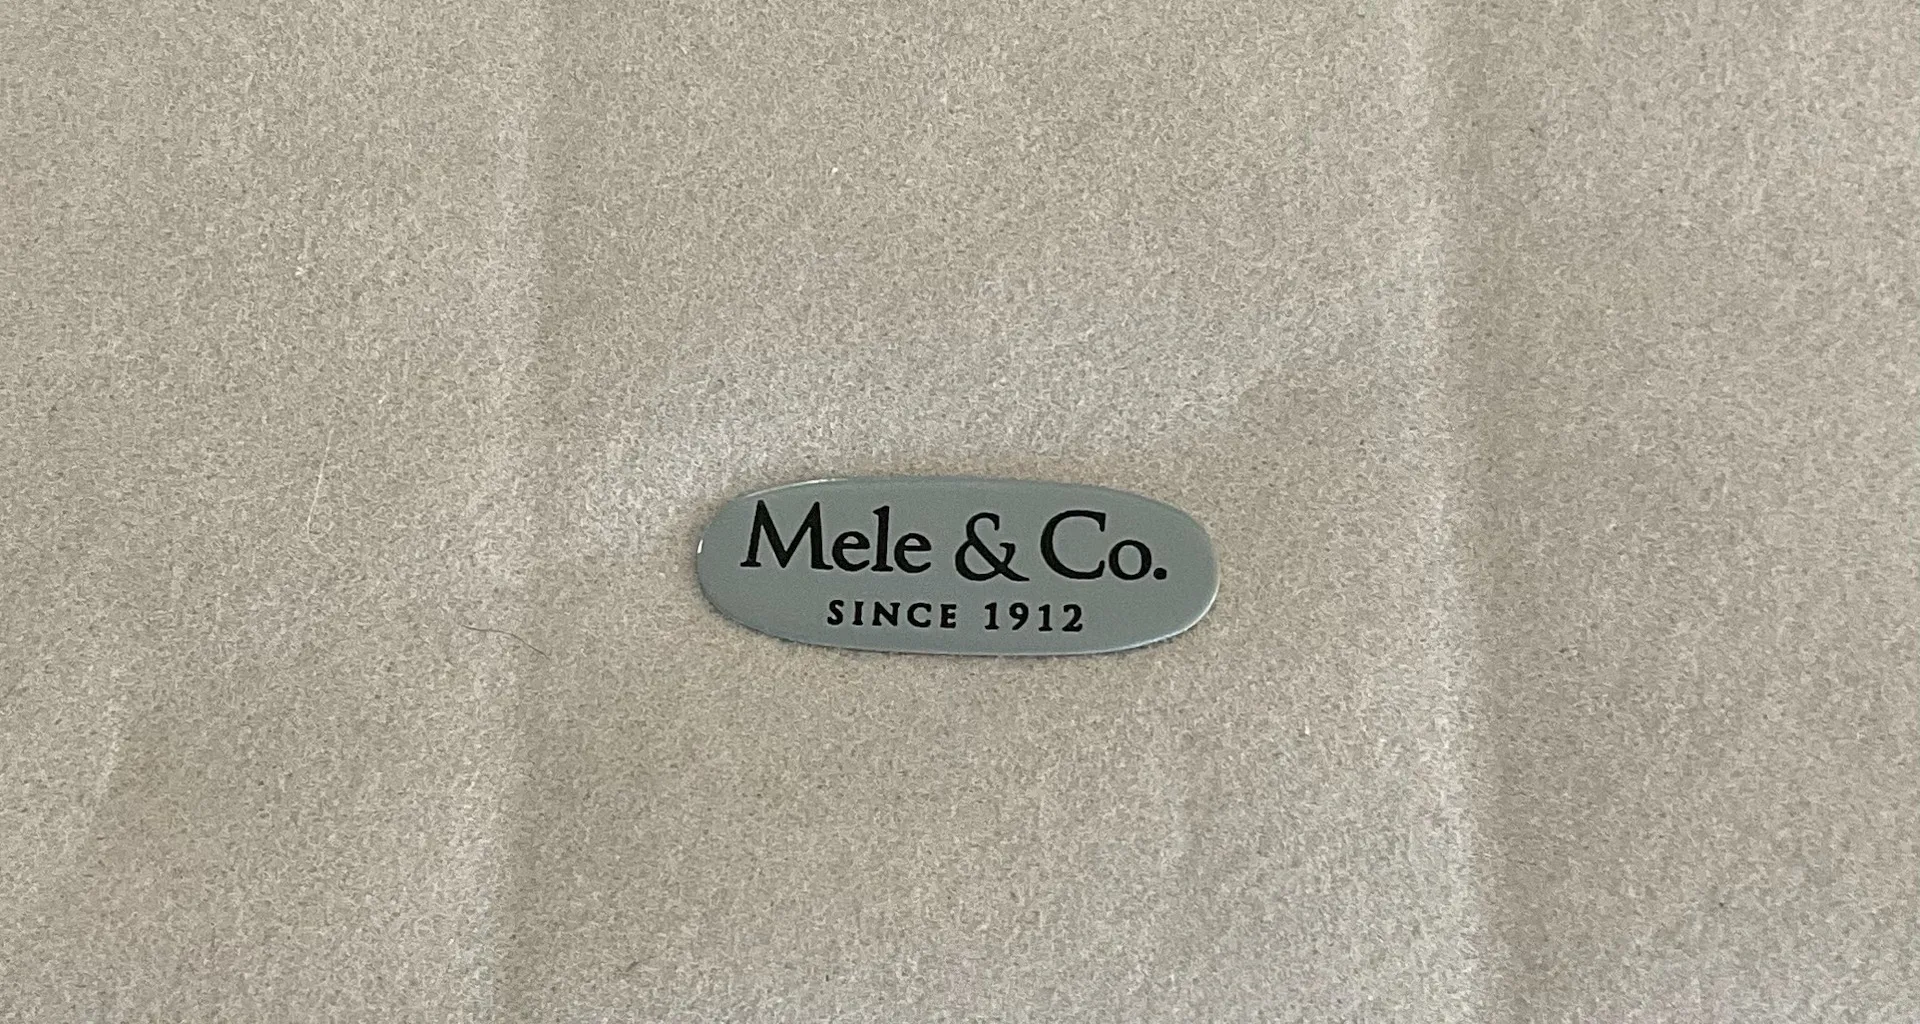 Mele & Co.
SINCE 1912